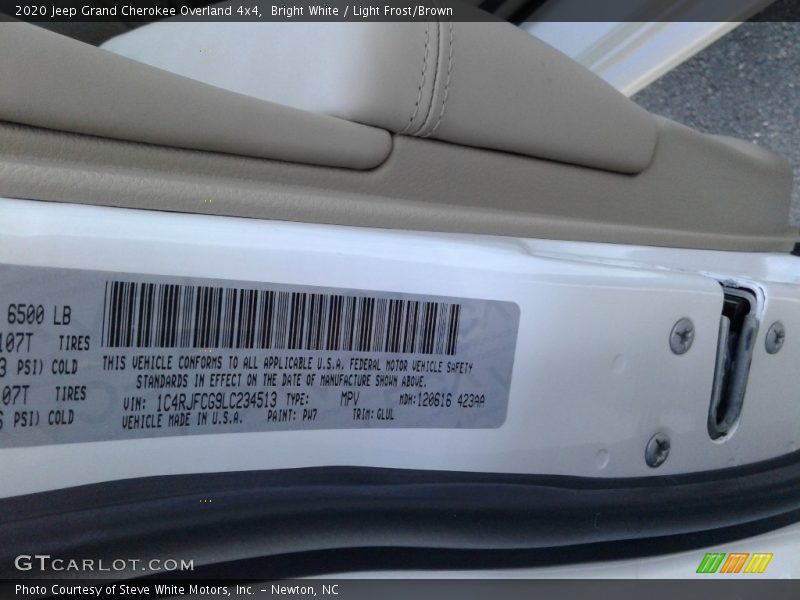 2020 Jeep Grand Cherokee Overland 4x4,  Bright White / Light Frost/Brown
6500 LB
107T TIRES
3 PSI) COLD
07T TIRES
PSI) COLD
THIS VEHICLE CONFORMS TO ALL APPLICABLE U.S.A. FEDERAL MOTOR VEHICLE SAFETY
STANDARDS IN EFFECT ON THE DATE OF MANUFACTURE SHOWN ABOVE.
VIN: 1C4RJFCG9LC234513 TYPE: MPV MDH:120616 423AA
VEHICLE MADE IN U.S.A. PAINT: PW7 TRIM: GLUL
GTCARLOT.COM
Photo Courtesy of Steve White Motors, Inc. – Newton, NC